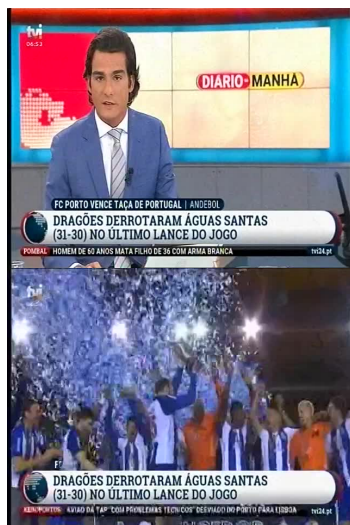 tvi
06:53
DIÁRIO DA MANHÃ
FC PORTO VENCE TAÇA DE PORTUGAL | ANDEBOL
DRAGÕES DERROTARAM ÁGUAS SANTAS
(31-30) NO ÚLTIMO LANCE DO JOGO
POMBAL HOMEM DE 60 ANOS MATA FILHO DE 36 COM ARMA BRANCA tvi24.pt
tvi
DRAGÕES DERROTARAM ÁGUAS SANTAS
(31-30) NO ÚLTIMO LANCE DO JOGO
AEROPORTOS AVIÃO DA TAP COM "PROBLEMAS TÉCNICOS" DESVIADO DO PORTO PARA LISBOA tvi24.pt